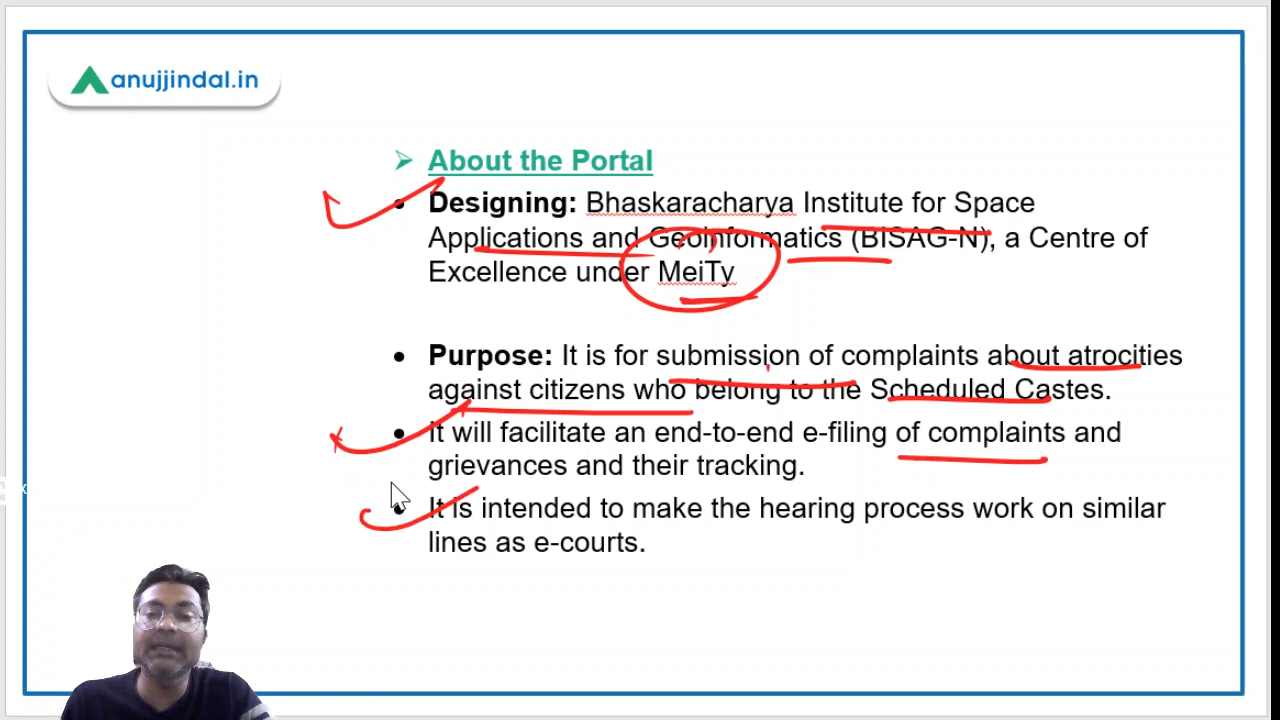 anujjindal.in
About the Portal
Designing: Bhaskaracharya Institute for Space
Applications and Geoinformatics (BISAG-N), a Centre of
Excellence under MeiTy
Purpose: It is for submission of complaints about atrocities
against citizens who belong to the Scheduled Castes.
It will facilitate an end-to-end e-filing of complaints and
grievances and their tracking.
It is intended to make the hearing process work on similar
lines as e-courts.